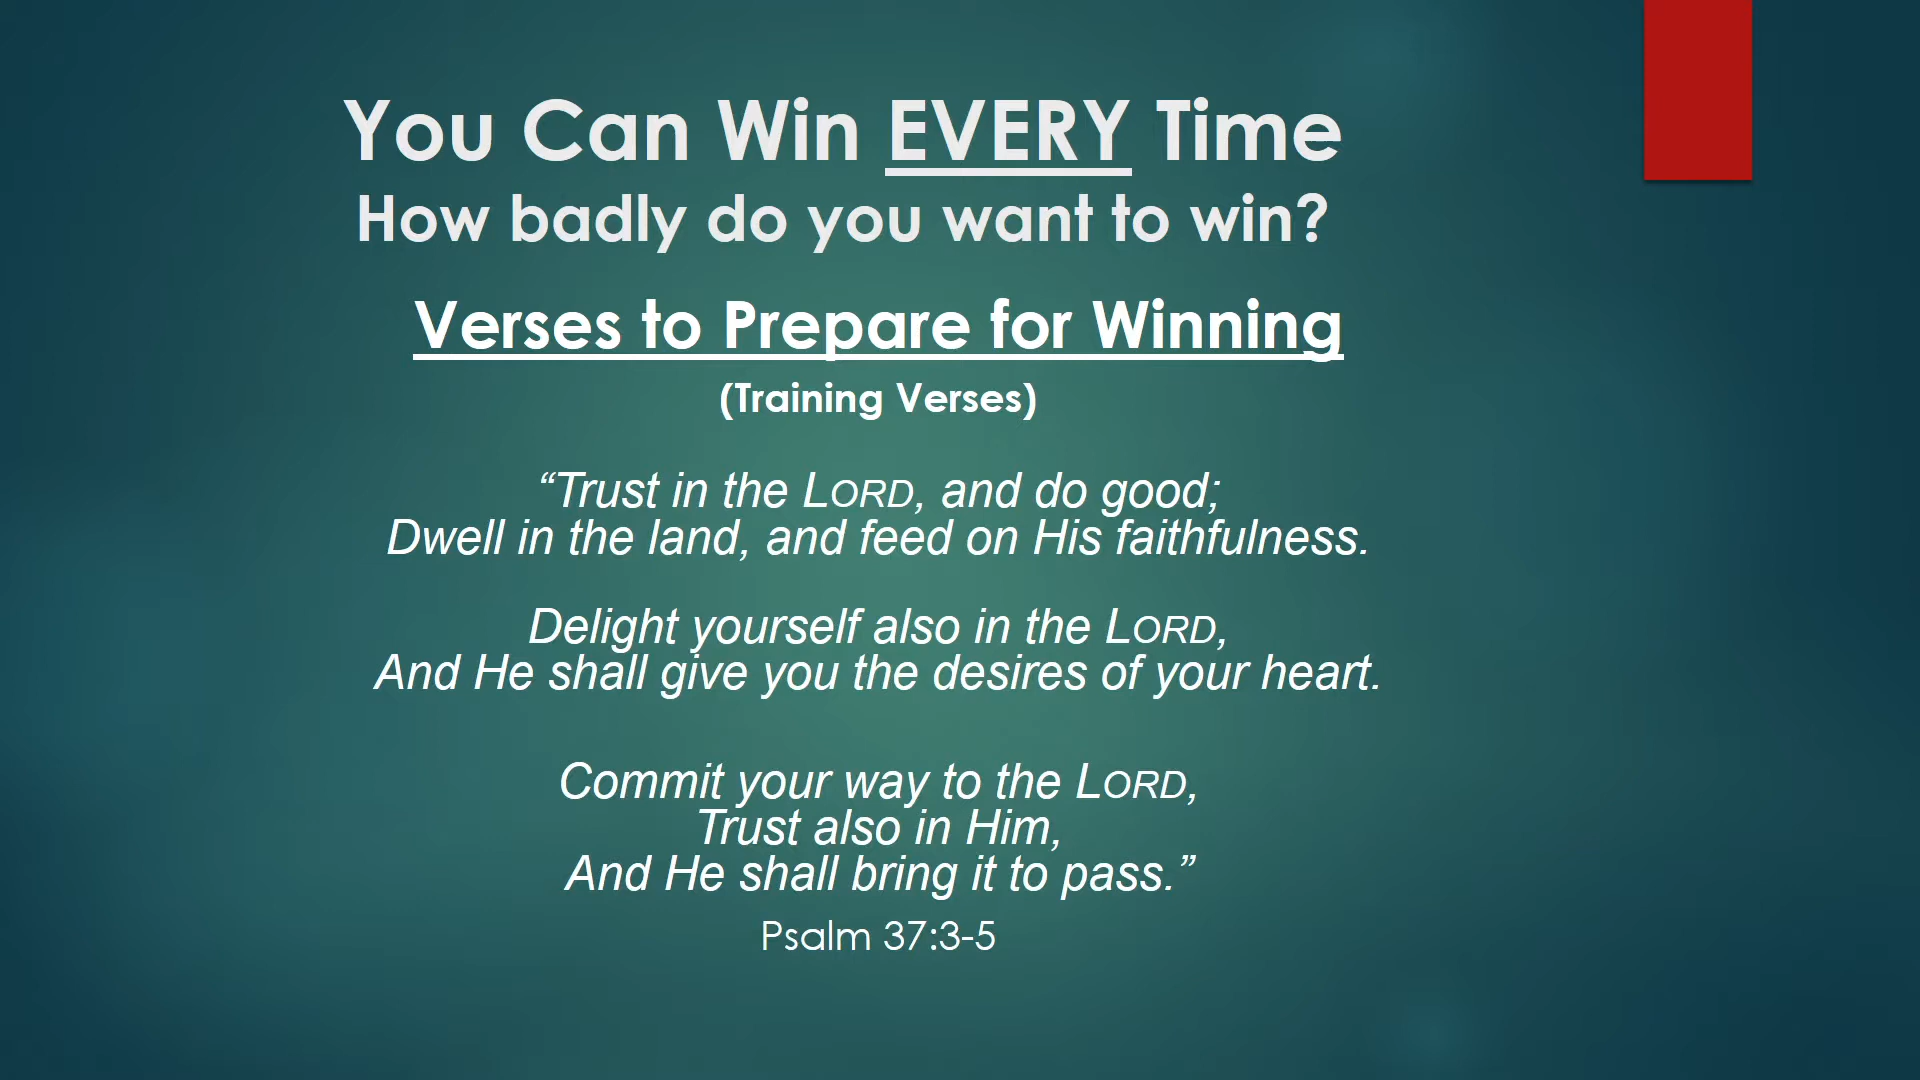 You Can Win EVERY Time
How badly do you want to win?
Verses to Prepare for Winning
(Training Verses)
“Trust in the LORD, and do good;
Dwell in the land, and feed on His faithfulness.
Delight yourself also in the LORD,
And He shall give you the desires of your heart.
Commit your way to the LORD,
Trust also in Him,
And He shall bring it to pass.”
Psalm 37:3-5